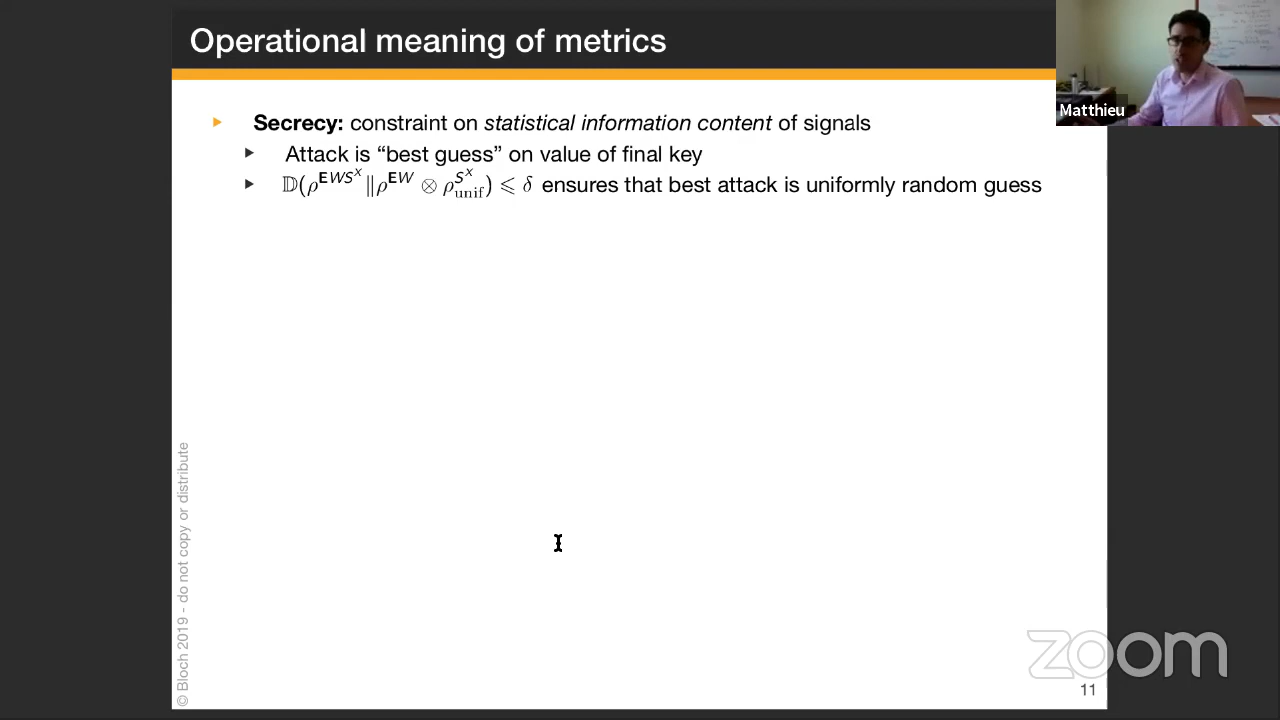 Operational meaning of metrics
Matthieu
▶ Secrecy: constraint on statistical information content of signals
▶ Attack is “best guess” on value of final key
▶ 𝔻(ρ^{EWS^X}‖ρ^{EW} ⊗ ρ^{S^X}_{unif}) ⩽ δ ensures that best attack is uniformly random guess
© Bloch 2019 - do not copy or distribute
zoom
11